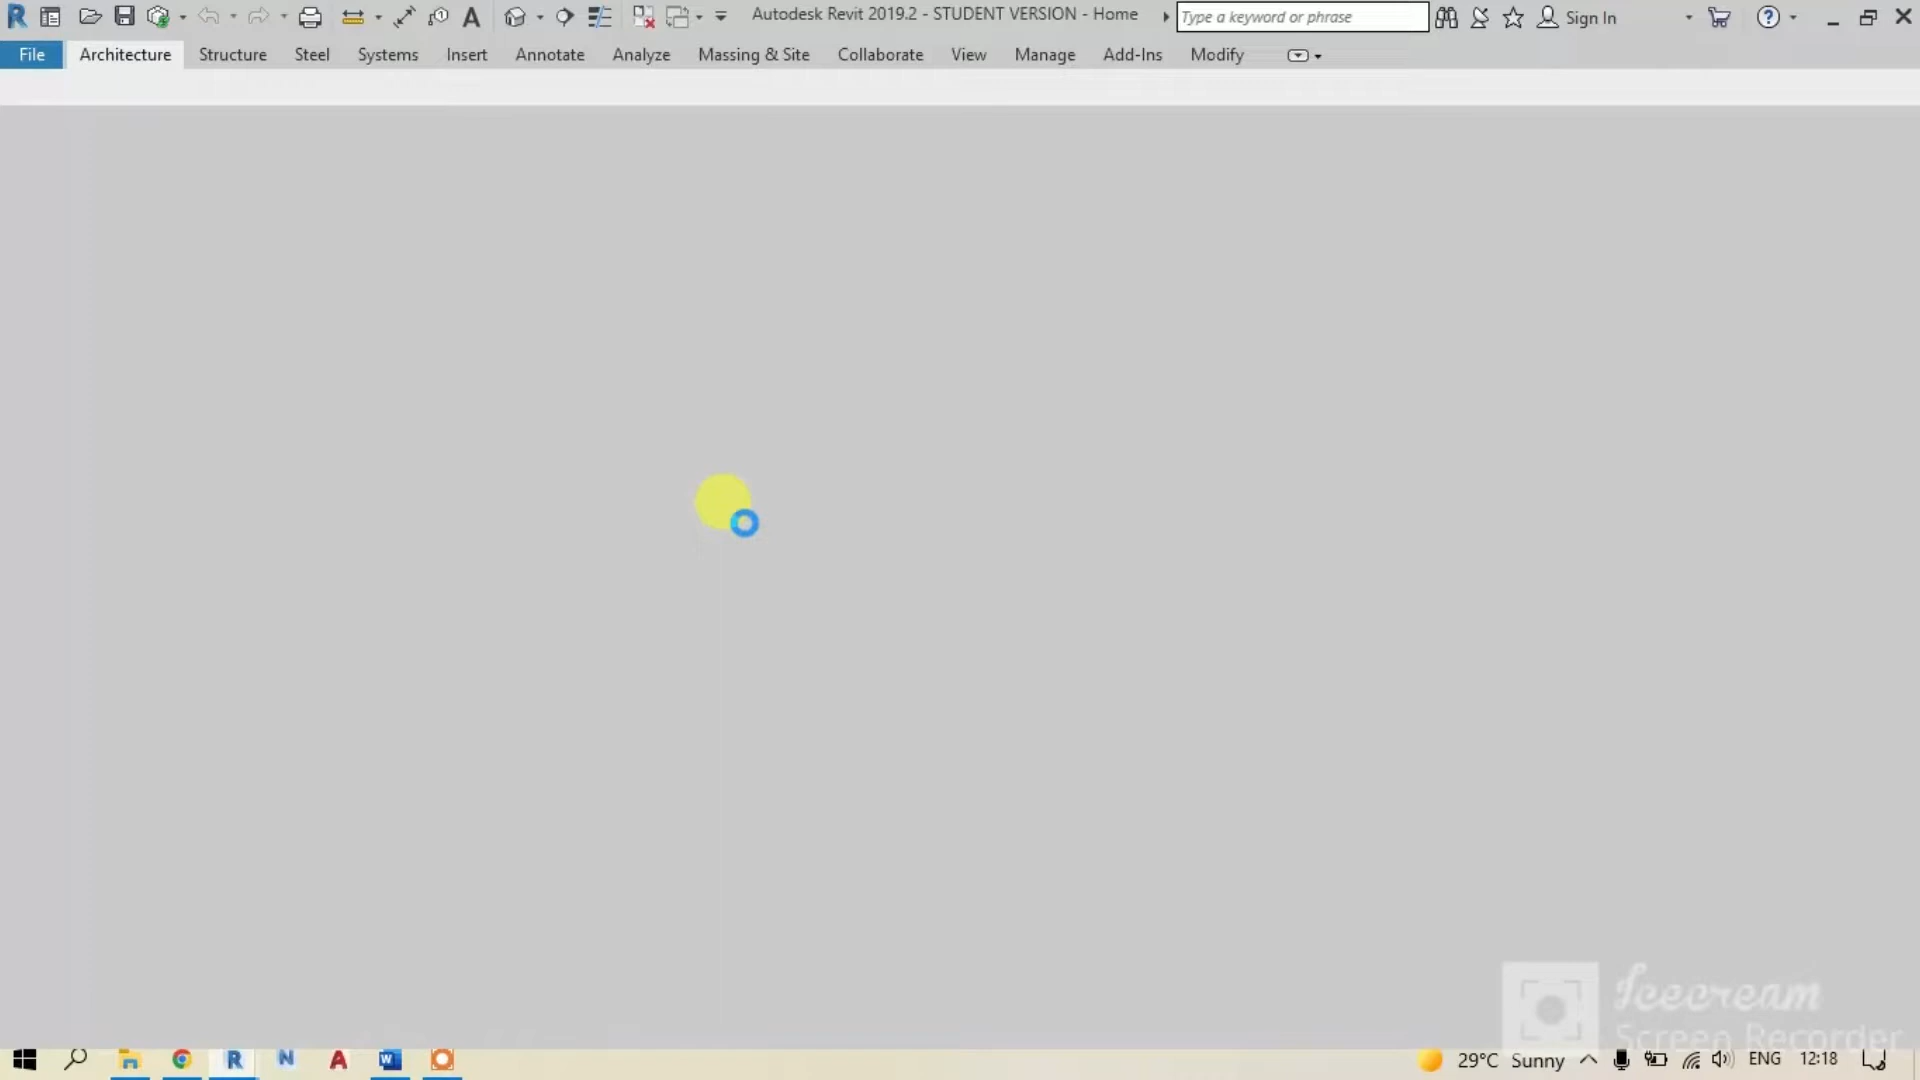 Autodesk Revit 2019.2 - STUDENT VERSION - Home
Type a keyword or phrase
Sign In
File Architecture Structure Steel Systems Insert Annotate Analyze Massing & Site Collaborate View Manage Add-Ins Modify
Icecream
Screen Recorder
29°C Sunny ENG 12:18